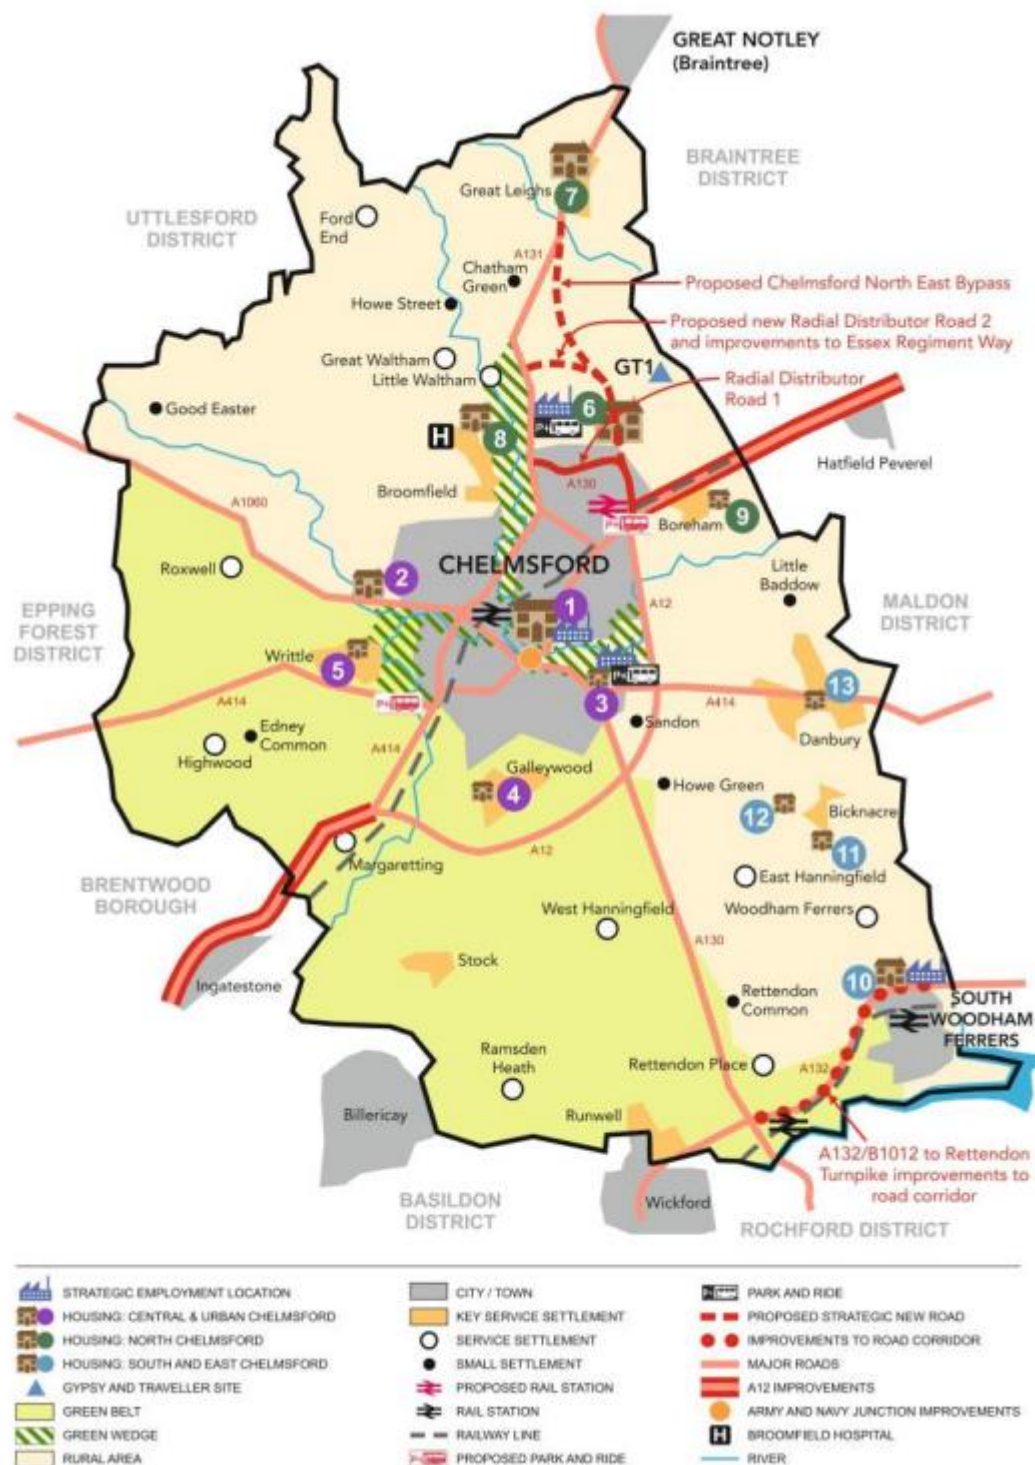 GREAT NOTLEY
(Braintree)
BRAINTREE
DISTRICT
UTTLESFORD
DISTRICT
Great Leighs
7
Ford
End
A131
Chatham
Green
Howe Street
Proposed Chelmsford North East Bypass
Proposed new Radial Distributor Road 2
and improvements to Essex Regiment Way
Great Waltham
Little Waltham
GT1
Radial Distributor
Road 1
Good Easter
6
8
H
Hatfield Peverel
A130
Broomfield
A1060
Boreham
9
CHELMSFORD
Roxwell
2
Little
Baddow
EPPING
FOREST
DISTRICT
1
A12
MALDON
DISTRICT
Writtle
5
3
13
A414
A414
Sandon
Edney
Common
Highwood
A414
Danbury
Galleywood
4
Howe Green
12
Bicknacre
11
A12
Margaretting
East Hanningfield
BRENTWOOD
BOROUGH
West Hanningfield
Woodham Ferrers
A130
Stock
Ingatestone
10
Rettendon
Common
SOUTH
WOODHAM
FERRERS
Ramsden
Heath
Rettendon Place
A132
Billericay
Runwell
A132/B1012 to Rettendon
Turnpike improvements to
road corridor
BASILDON
DISTRICT
Wickford
ROCHFORD DISTRICT
STRATEGIC EMPLOYMENT LOCATION
HOUSING: CENTRAL & URBAN CHELMSFORD
HOUSING: NORTH CHELMSFORD
HOUSING: SOUTH AND EAST CHELMSFORD
GYPSY AND TRAVELLER SITE
GREEN BELT
GREEN WEDGE
RURAL AREA
CITY / TOWN
KEY SERVICE SETTLEMENT
SERVICE SETTLEMENT
SMALL SETTLEMENT
PROPOSED RAIL STATION
RAIL STATION
RAILWAY LINE
PROPOSED PARK AND RIDE
PARK AND RIDE
PROPOSED STRATEGIC NEW ROAD
IMPROVEMENTS TO ROAD CORRIDOR
MAJOR ROADS
A12 IMPROVEMENTS
ARMY AND NAVY JUNCTION IMPROVEMENTS
H
BROOMFIELD HOSPITAL
RIVER